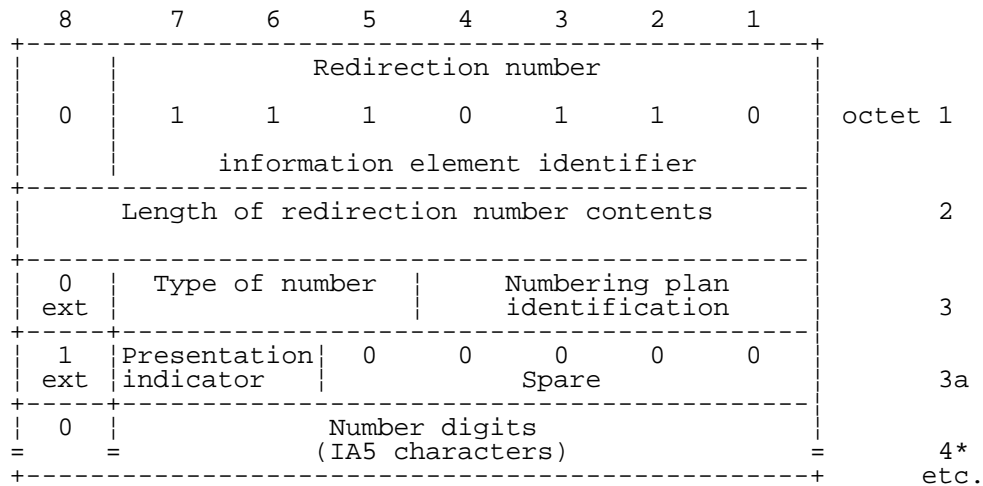 8 7 6 5 4 3 2 1
Redirection number
0 1 1 1 0 1 1 0 octet 1
information element identifier
Length of redirection number contents 2
0 Type of number Numbering plan
ext identification 3
1 Presentation 0 0 0 0 0
ext indicator Spare 3a
0 Number digits
(IA5 characters) 4*
etc.